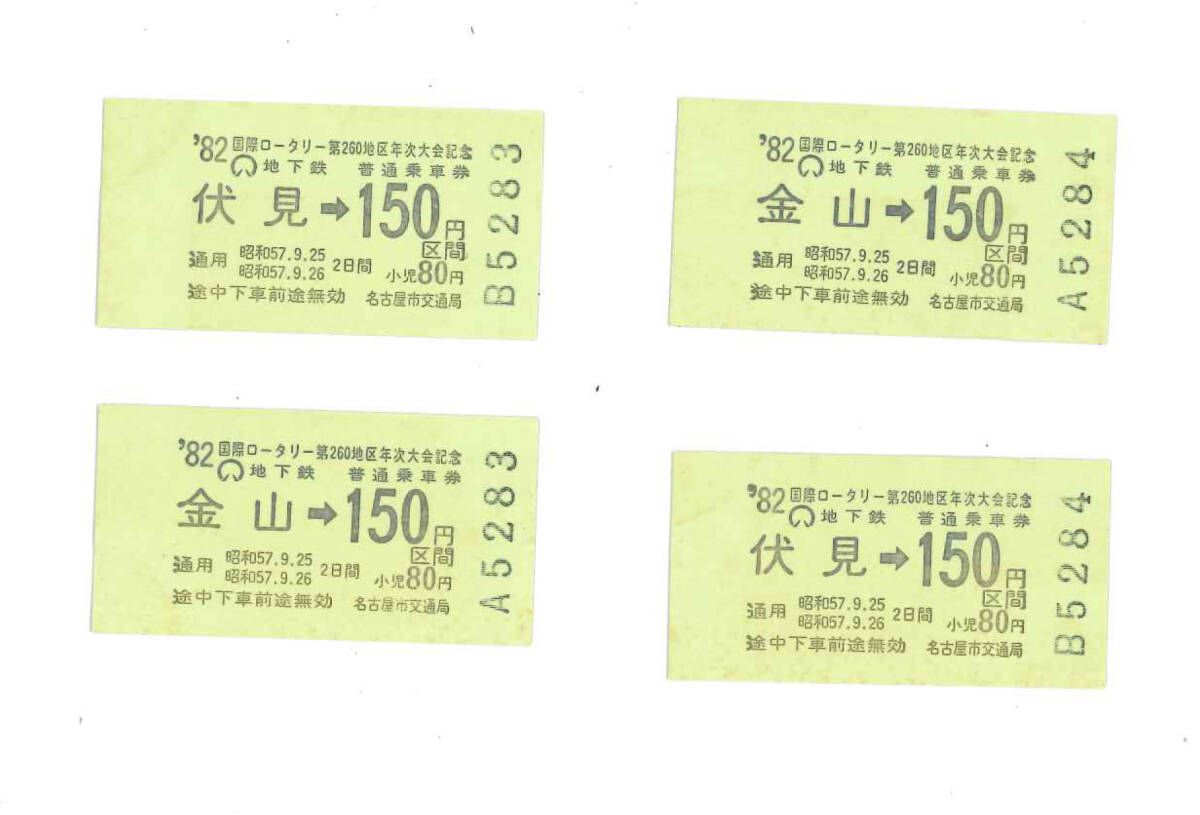 '82国際ロータリー第260地区年次大会記念
地下鉄 普通乗車券
伏見➡150円
区間
通用 昭和57.9.25
昭和57.9.26 2日間 小児80円
途中下車前途無効 名古屋市交通局
B5283
'82国際ロータリー第260地区年次大会記念
地下鉄 普通乗車券
金山➡150円
区間
通用 昭和57.9.25
昭和57.9.26 2日間 小児80円
途中下車前途無効 名古屋市交通局
A5284
'82国際ロータリー第260地区年次大会記念
地下鉄 普通乗車券
金山➡150円
区間
通用 昭和57.9.25
昭和57.9.26 2日間 小児80円
途中下車前途無効 名古屋市交通局
A5283
'82国際ロータリー第260地区年次大会記念
地下鉄 普通乗車券
伏見➡150円
区間
通用 昭和57.9.25
昭和57.9.26 2日間 小児80円
途中下車前途無効 名古屋市交通局
B5284